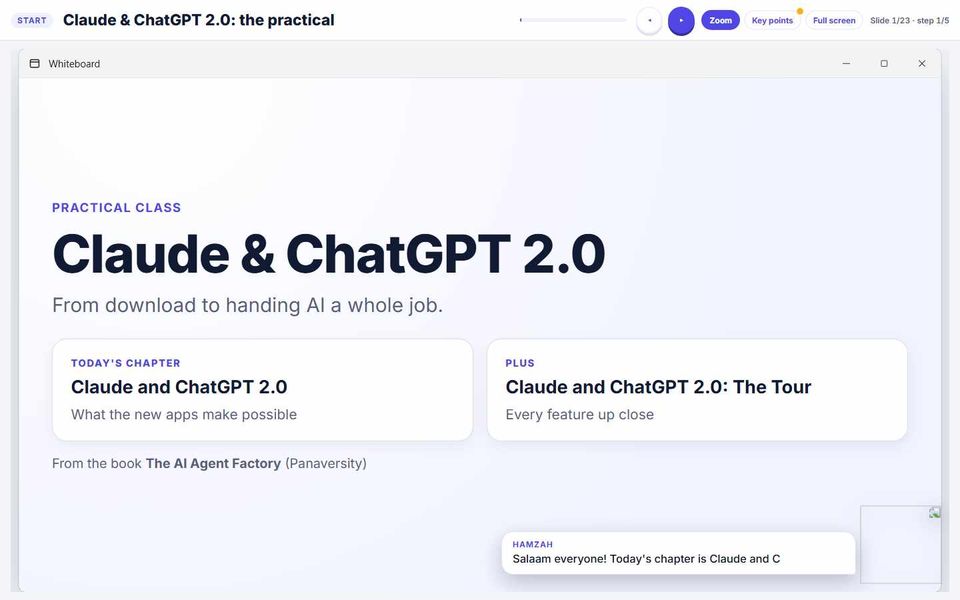 START
Claude & ChatGPT 2.0: the practical
Zoom
Key points
Full screen
Slide 1/23 · step 1/5
Whiteboard
PRACTICAL CLASS
Claude & ChatGPT 2.0
From download to handing AI a whole job.
TODAY'S CHAPTER
Claude and ChatGPT 2.0
What the new apps make possible
PLUS
Claude and ChatGPT 2.0: The Tour
Every feature up close
From the book The AI Agent Factory (Panaversity)
HAMZAH
Salaam everyone! Today's chapter is Claude and C